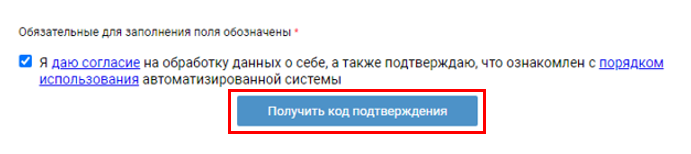 Обязательные для заполнения поля обозначены *
Я даю согласие на обработку данных о себе, а также подтверждаю, что ознакомлен с порядком
использования автоматизированной системы
Получить код подтверждения